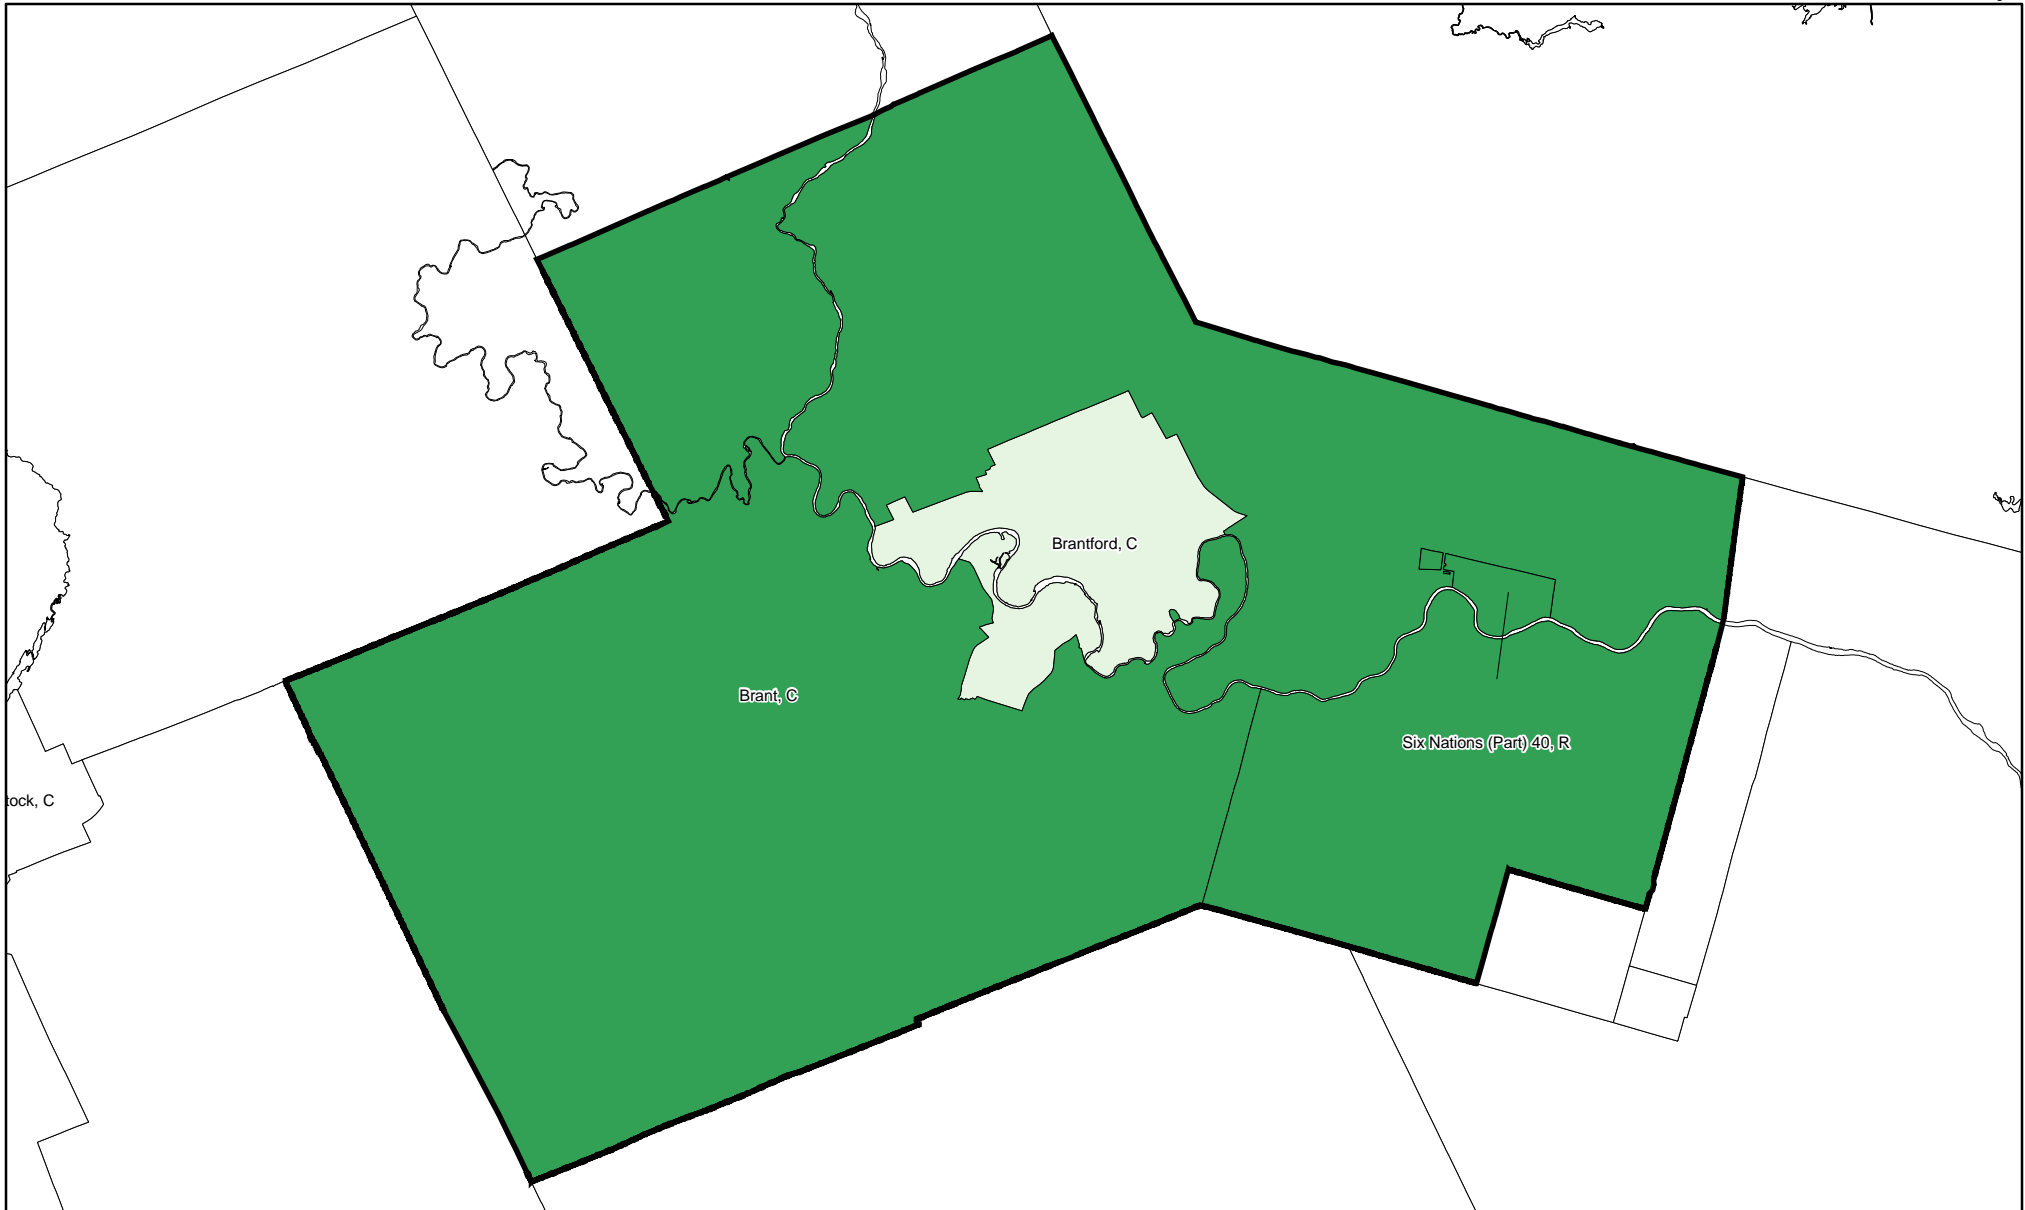 Brantford, C
Brant, C
Six Nations (Part) 40, R
tock, C